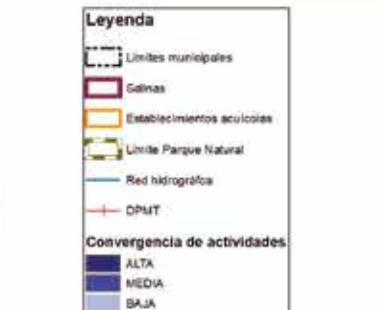 Leyenda
Límites municipales
Salinas
Establecimientos acuícolas
Límite Parque Natural
Red hidrográfica
DPMT
Convergencia de actividades
ALTA
MEDIA
BAJA